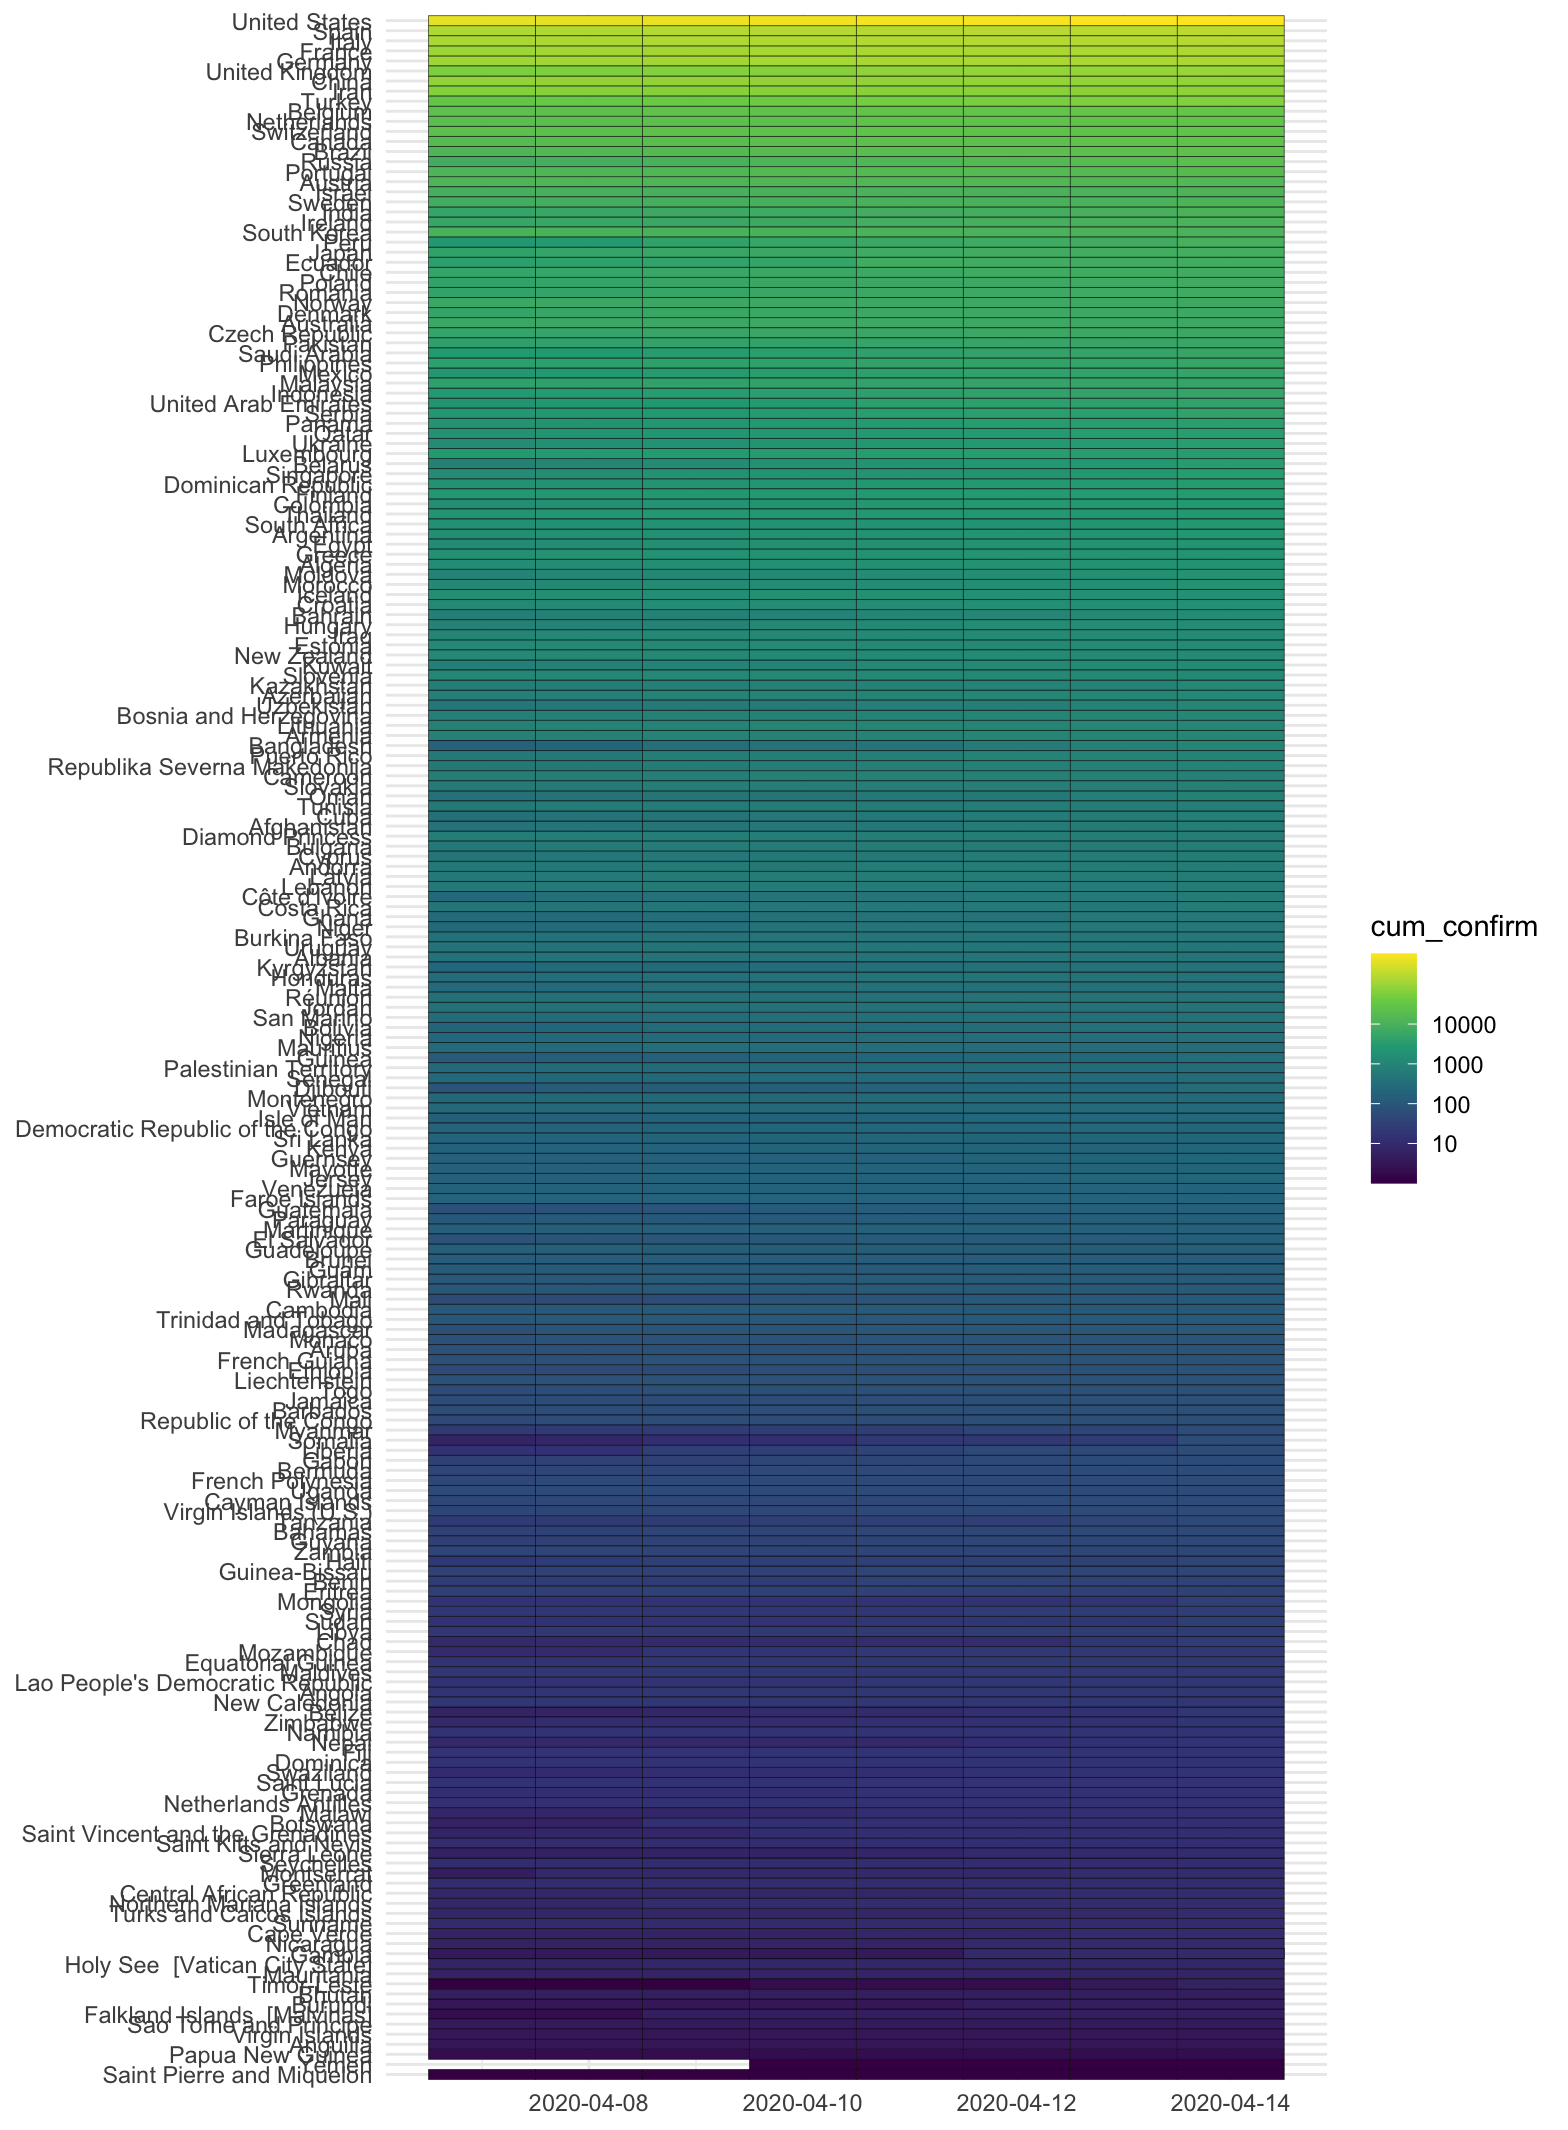 United States
Spain
Italy
France
Germany
United Kingdom
China
Iran
Turkey
Belgium
Netherlands
Switzerland
Canada
Brazil
Russia
Portugal
Austria
Israel
Sweden
India
Ireland
South Korea
Peru
Japan
Ecuador
Chile
Poland
Romania
Norway
Denmark
Australia
Czech Republic
Pakistan
Saudi Arabia
Philippines
Mexico
Malaysia
Indonesia
United Arab Emirates
Serbia
Panama
Qatar
Ukraine
Luxembourg
Belarus
Singapore
Dominican Republic
Finland
Colombia
Thailand
South Africa
Argentina
Egypt
Greece
Algeria
Moldova
Morocco
Iceland
Croatia
Bahrain
Hungary
Iraq
Estonia
New Zealand
Kuwait
Slovenia
Kazakhstan
Azerbaijan
Uzbekistan
Bosnia and Herzegovina
Lithuania
Armenia
Bangladesh
Puerto Rico
Republika Severna Makedonija
Cameroon
Slovakia
Oman
Tunisia
Cuba
Afghanistan
Diamond Princess
Bulgaria
Cyprus
Andorra
Latvia
Lebanon
Côte d'Ivoire
Costa Rica
Ghana
Niger
Burkina Faso
Uruguay
Albania
Kyrgyzstan
Honduras
Malta
Réunion
Jordan
San Marino
Bolivia
Nigeria
Mauritius
Guinea
Palestinian Territory
Senegal
Djibouti
Montenegro
Vietnam
Isle of Man
Democratic Republic of the Congo
Sri Lanka
Kenya
Guernsey
Mayotte
Jersey
Venezuela
Faroe Islands
Guatemala
Paraguay
Martinique
El Salvador
Guadeloupe
Brunei
Guam
Gibraltar
Rwanda
Mali
Cambodia
Trinidad and Tobago
Madagascar
Monaco
Aruba
French Guiana
Ethiopia
Liechtenstein
Togo
Jamaica
Barbados
Republic of the Congo
Myanmar
Somalia
Liberia
Gabon
Bermuda
French Polynesia
Uganda
Cayman Islands
Virgin Islands (U.S.)
Tanzania
Bahamas
Guyana
Zambia
Haiti
Guinea-Bissau
Benin
Eritrea
Mongolia
Syria
Sudan
Libya
Chad
Mozambique
Equatorial Guinea
Maldives
Lao People's Democratic Republic
Angola
New Caledonia
Belize
Zimbabwe
Namibia
Nepal
Fiji
Dominica
Swaziland
Saint Lucia
Grenada
Netherlands Antilles
Malawi
Botswana
Saint Vincent and the Grenadines
Saint Kitts and Nevis
Sierra Leone
Seychelles
Montserrat
Greenland
Central African Republic
Northern Mariana Islands
Turks and Caicos Islands
Suriname
Cape Verde
Nicaragua
Gambia
Holy See  [Vatican City State]
Mauritania
Timor-Leste
Bhutan
Burundi
Falkland Islands  [Malvinas]
Sao Tome and Principe
Virgin Islands
Anguilla
Papua New Guinea
Yemen
Saint Pierre and Miquelon
2020-04-08 2020-04-10 2020-04-12 2020-04-14
cum_confirm
10000
1000
100
10